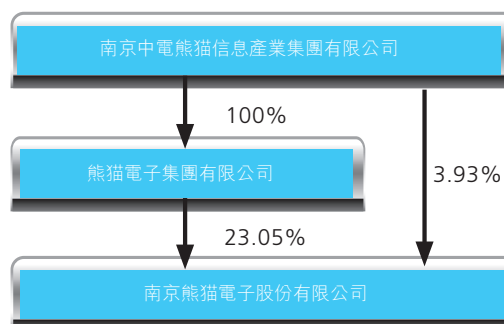 南京中電熊猫信息產業集團有限公司
100%
熊猫電子集團有限公司
3.93%
23.05%
南京熊猫電子股份有限公司